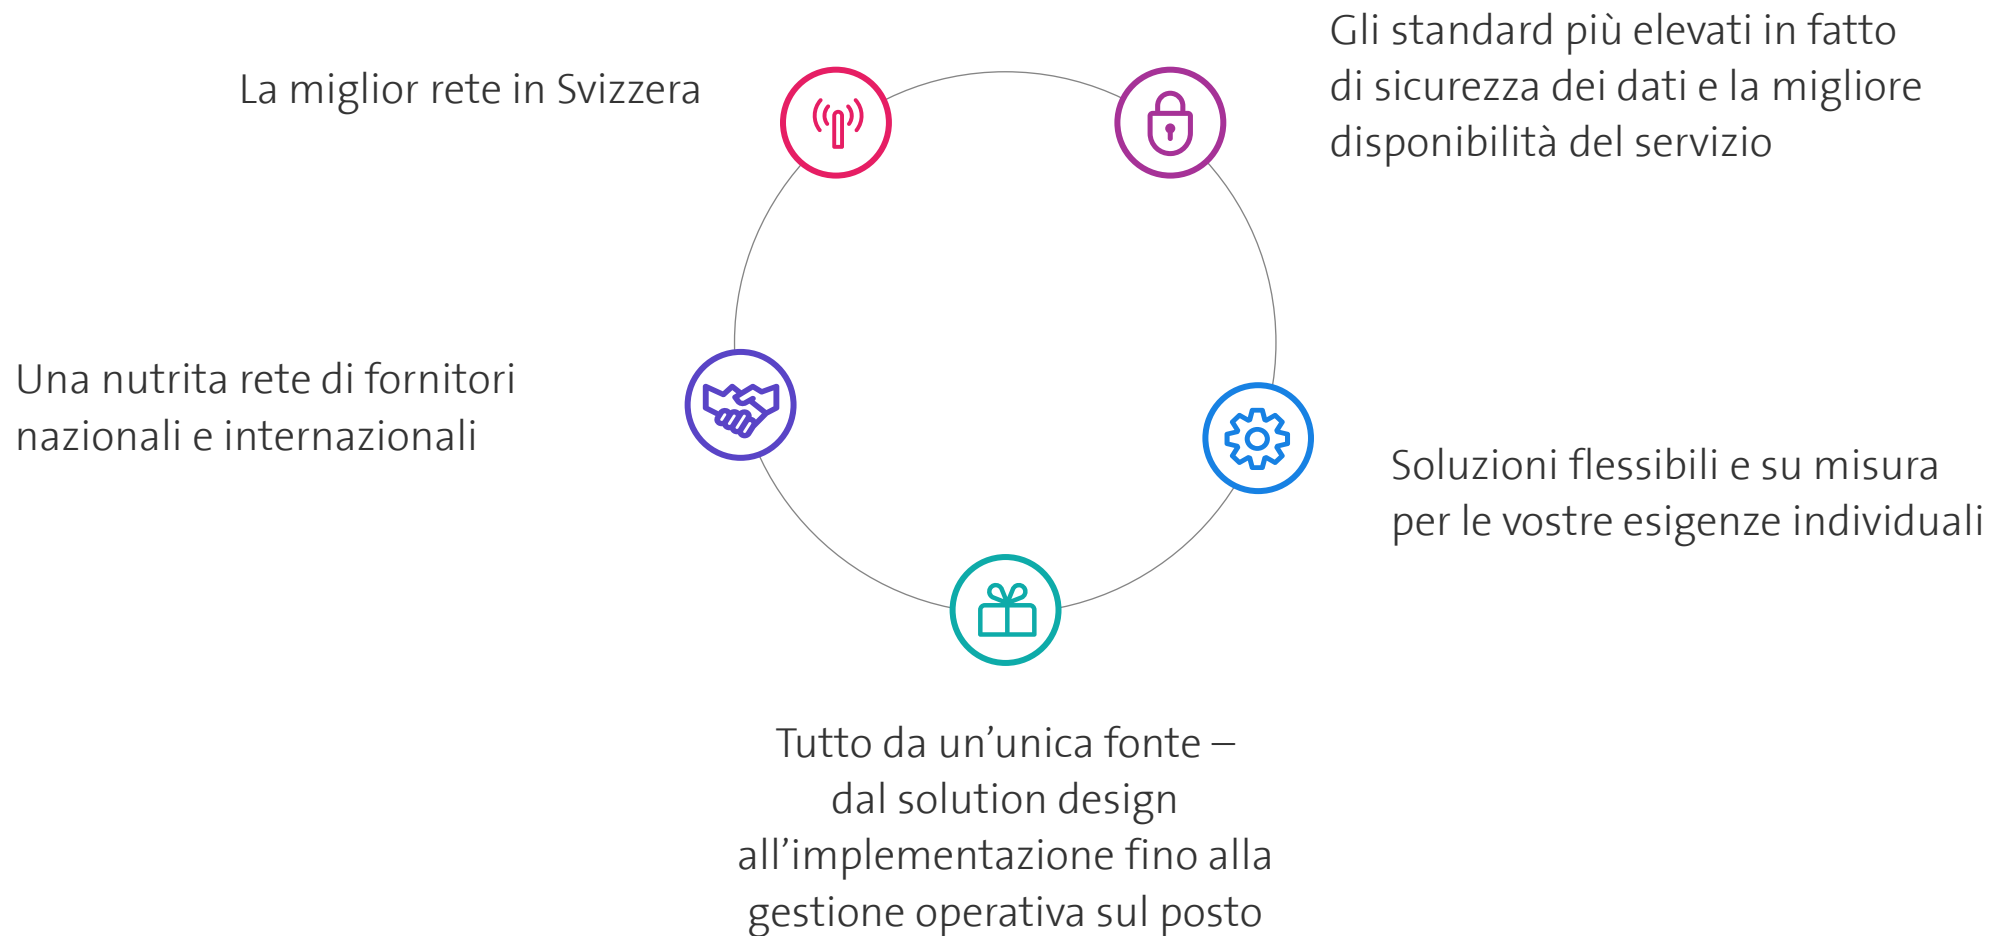 La miglior rete in Svizzera
Gli standard più elevati in fatto
di sicurezza dei dati e la migliore
disponibilità del servizio
Una nutrita rete di fornitori
nazionali e internazionali
Soluzioni flessibili e su misura
per le vostre esigenze individuali
Tutto da un’unica fonte –
dal solution design
all’implementazione fino alla
gestione operativa sul posto